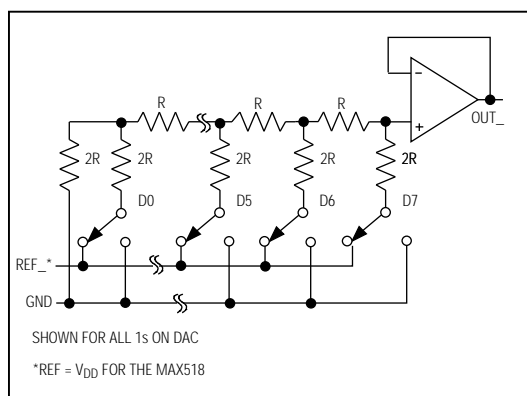 R R R
- +
OUT_
2R 2R 2R 2R 2R
D0 D5 D6 D7
REF_*
GND
SHOWN FOR ALL 1s ON DAC
*REF = VDD FOR THE MAX518